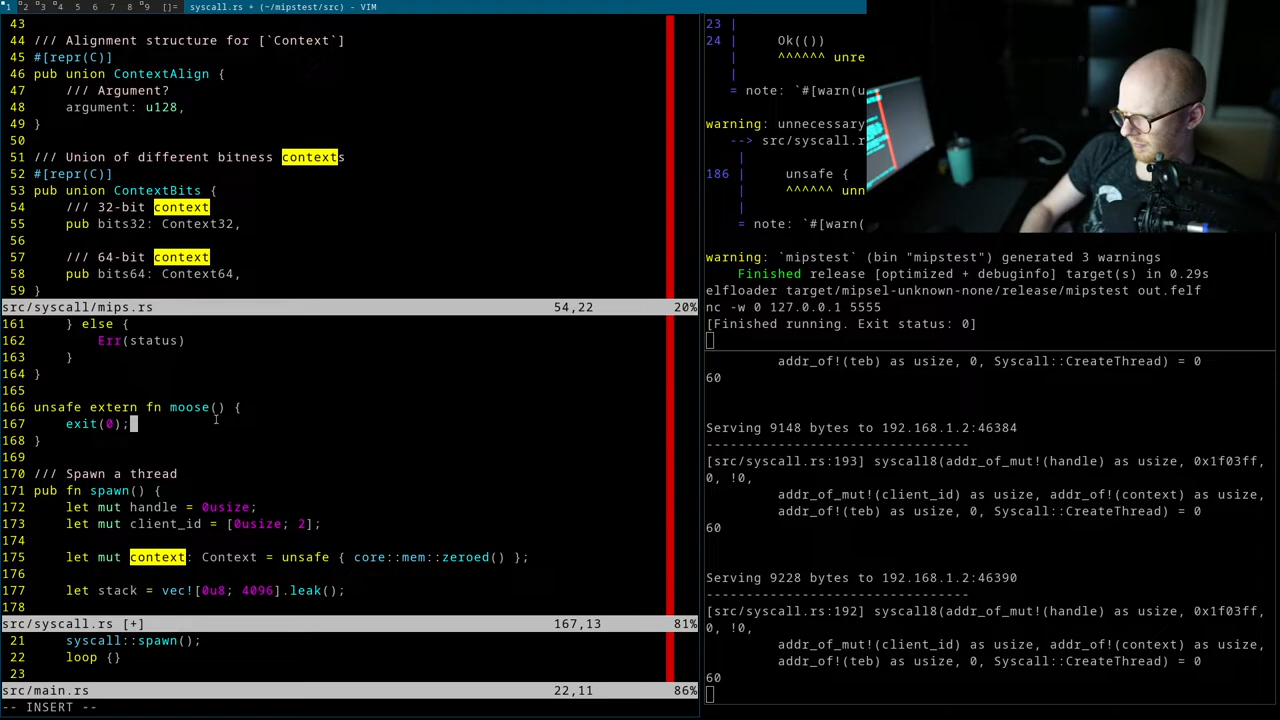 1 2 3 4 5 6 7 8 9 []= syscall.rs + (~/mipstest/src) - VIM
43
44 /// Alignment structure for [`Context`]
45 #[repr(C)]
46 pub union ContextAlign {
47     /// Argument?
48     argument: u128,
49 }
50
51 /// Union of different bitness contexts
52 #[repr(C)]
53 pub union ContextBits {
54     /// 32-bit context
55     pub bits32: Context32,
56
57     /// 64-bit context
58     pub bits64: Context64,
59 }
src/syscall/mips.rs 54,22 20%
161     } else {
162         Err(status)
163     }
164 }
165
166 unsafe extern fn moose() {
167     exit(0);
168 }
169
170 /// Spawn a thread
171 pub fn spawn() {
172     let mut handle = 0usize;
173     let mut client_id = [0usize; 2];
174
175     let mut context: Context = unsafe { core::mem::zeroed() };
176
177     let stack = vec![0u8; 4096].leak();
178
src/syscall.rs [+] 167,13 81%
21     syscall::spawn();
22     loop {}
23
src/main.rs 22,11 86%
-- INSERT --
23 |
24 |     Ok(())
   |     ^^^^^^ unre
   |
   = note: `#[warn(u
warning: unnecessary
   --> src/syscall.r
    |
186 |     unsafe {
    |     ^^^^^^ unn
    |
    = note: `#[warn(
warning: `mipstest` (bin "mipstest") generated 3 warnings
    Finished release [optimized + debuginfo] target(s) in 0.29s
elfloader target/mipsel-unknown-none/release/mipstest out.felf
nc -w 0 127.0.0.1 5555
[Finished running. Exit status: 0]
         addr_of!(teb) as usize, 0, Syscall::CreateThread) = 0
60
Serving 9148 bytes to 192.168.1.2:46384
---------------------------------
[src/syscall.rs:193] syscall8(addr_of_mut!(handle) as usize, 0x1f03ff,
0, !0,
         addr_of_mut!(client_id) as usize, addr_of!(context) as usize,
         addr_of!(teb) as usize, 0, Syscall::CreateThread) = 0
60
Serving 9228 bytes to 192.168.1.2:46390
---------------------------------
[src/syscall.rs:192] syscall8(addr_of_mut!(handle) as usize, 0x1f03ff,
0, !0,
         addr_of_mut!(client_id) as usize, addr_of!(context) as usize,
         addr_of!(teb) as usize, 0, Syscall::CreateThread) = 0
60